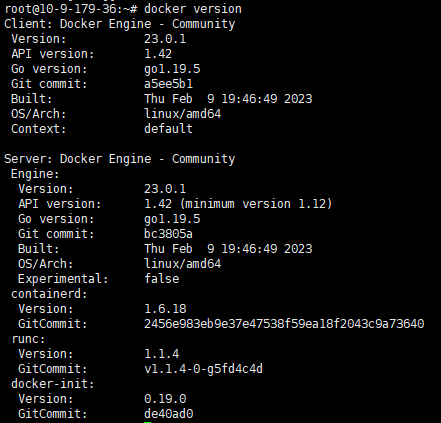 root@10-9-179-36:~# docker version
Client: Docker Engine - Community
 Version:           23.0.1
 API version:       1.42
 Go version:        go1.19.5
 Git commit:        a5ee5b1
 Built:             Thu Feb  9 19:46:49 2023
 OS/Arch:           linux/amd64
 Context:           default

Server: Docker Engine - Community
 Engine:
  Version:          23.0.1
  API version:      1.42 (minimum version 1.12)
  Go version:       go1.19.5
  Git commit:       bc3805a
  Built:            Thu Feb  9 19:46:49 2023
  OS/Arch:          linux/amd64
  Experimental:     false
 containerd:
  Version:          1.6.18
  GitCommit:        2456e983eb9e37e47538f59ea18f2043c9a73640
 runc:
  Version:          1.1.4
  GitCommit:        v1.1.4-0-g5fd4c4d
 docker-init:
  Version:          0.19.0
  GitCommit:        de40ad0